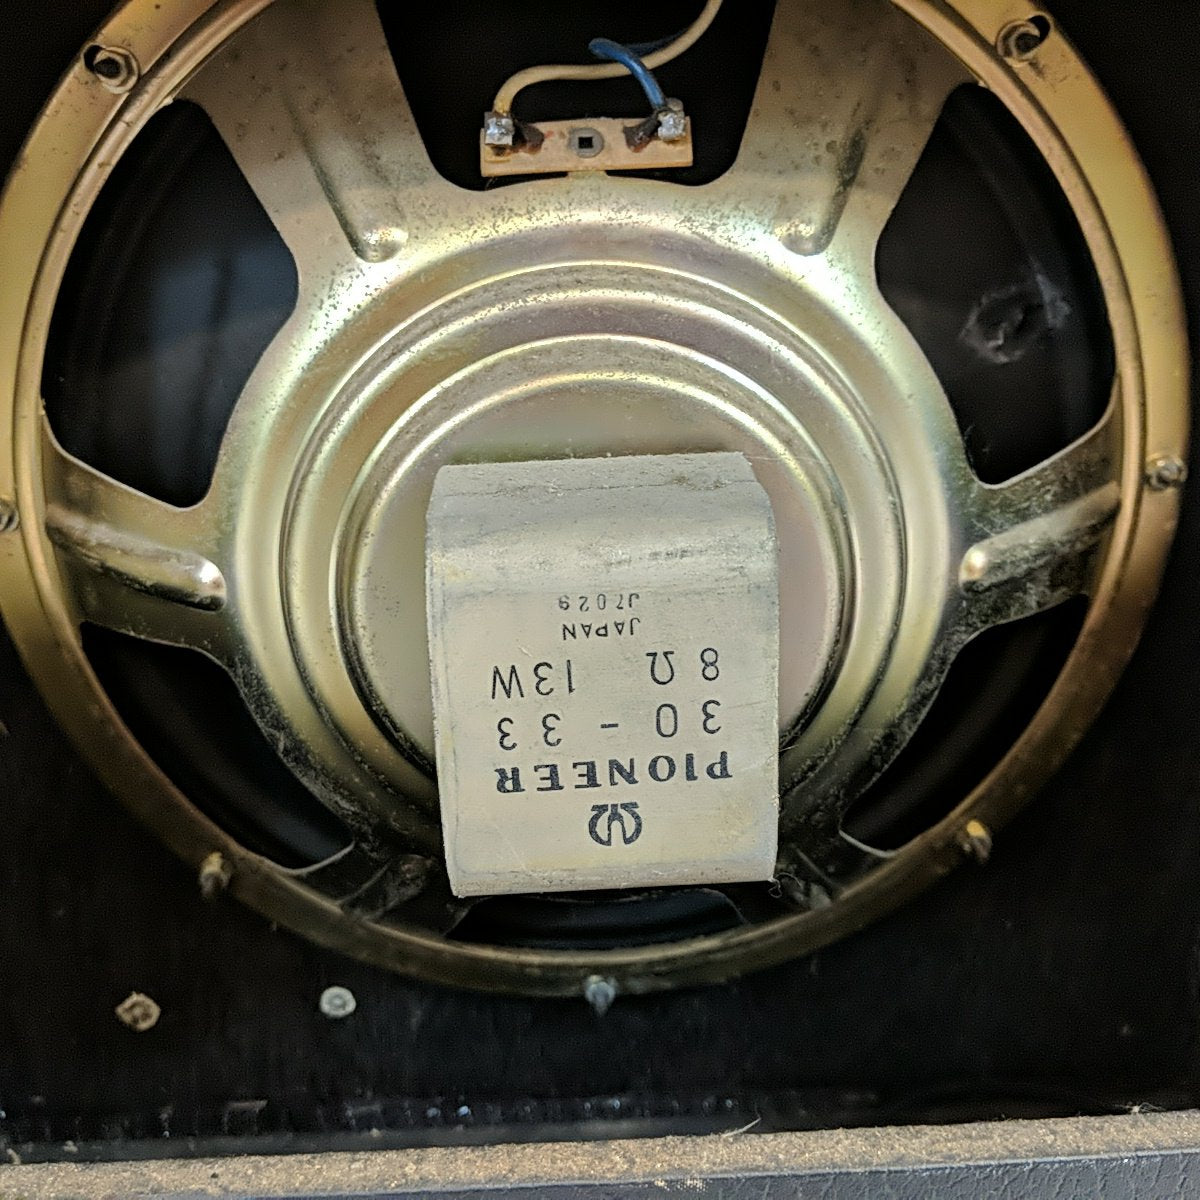 PIONEER
30-33
8Ω 13W
JAPAN
J7029